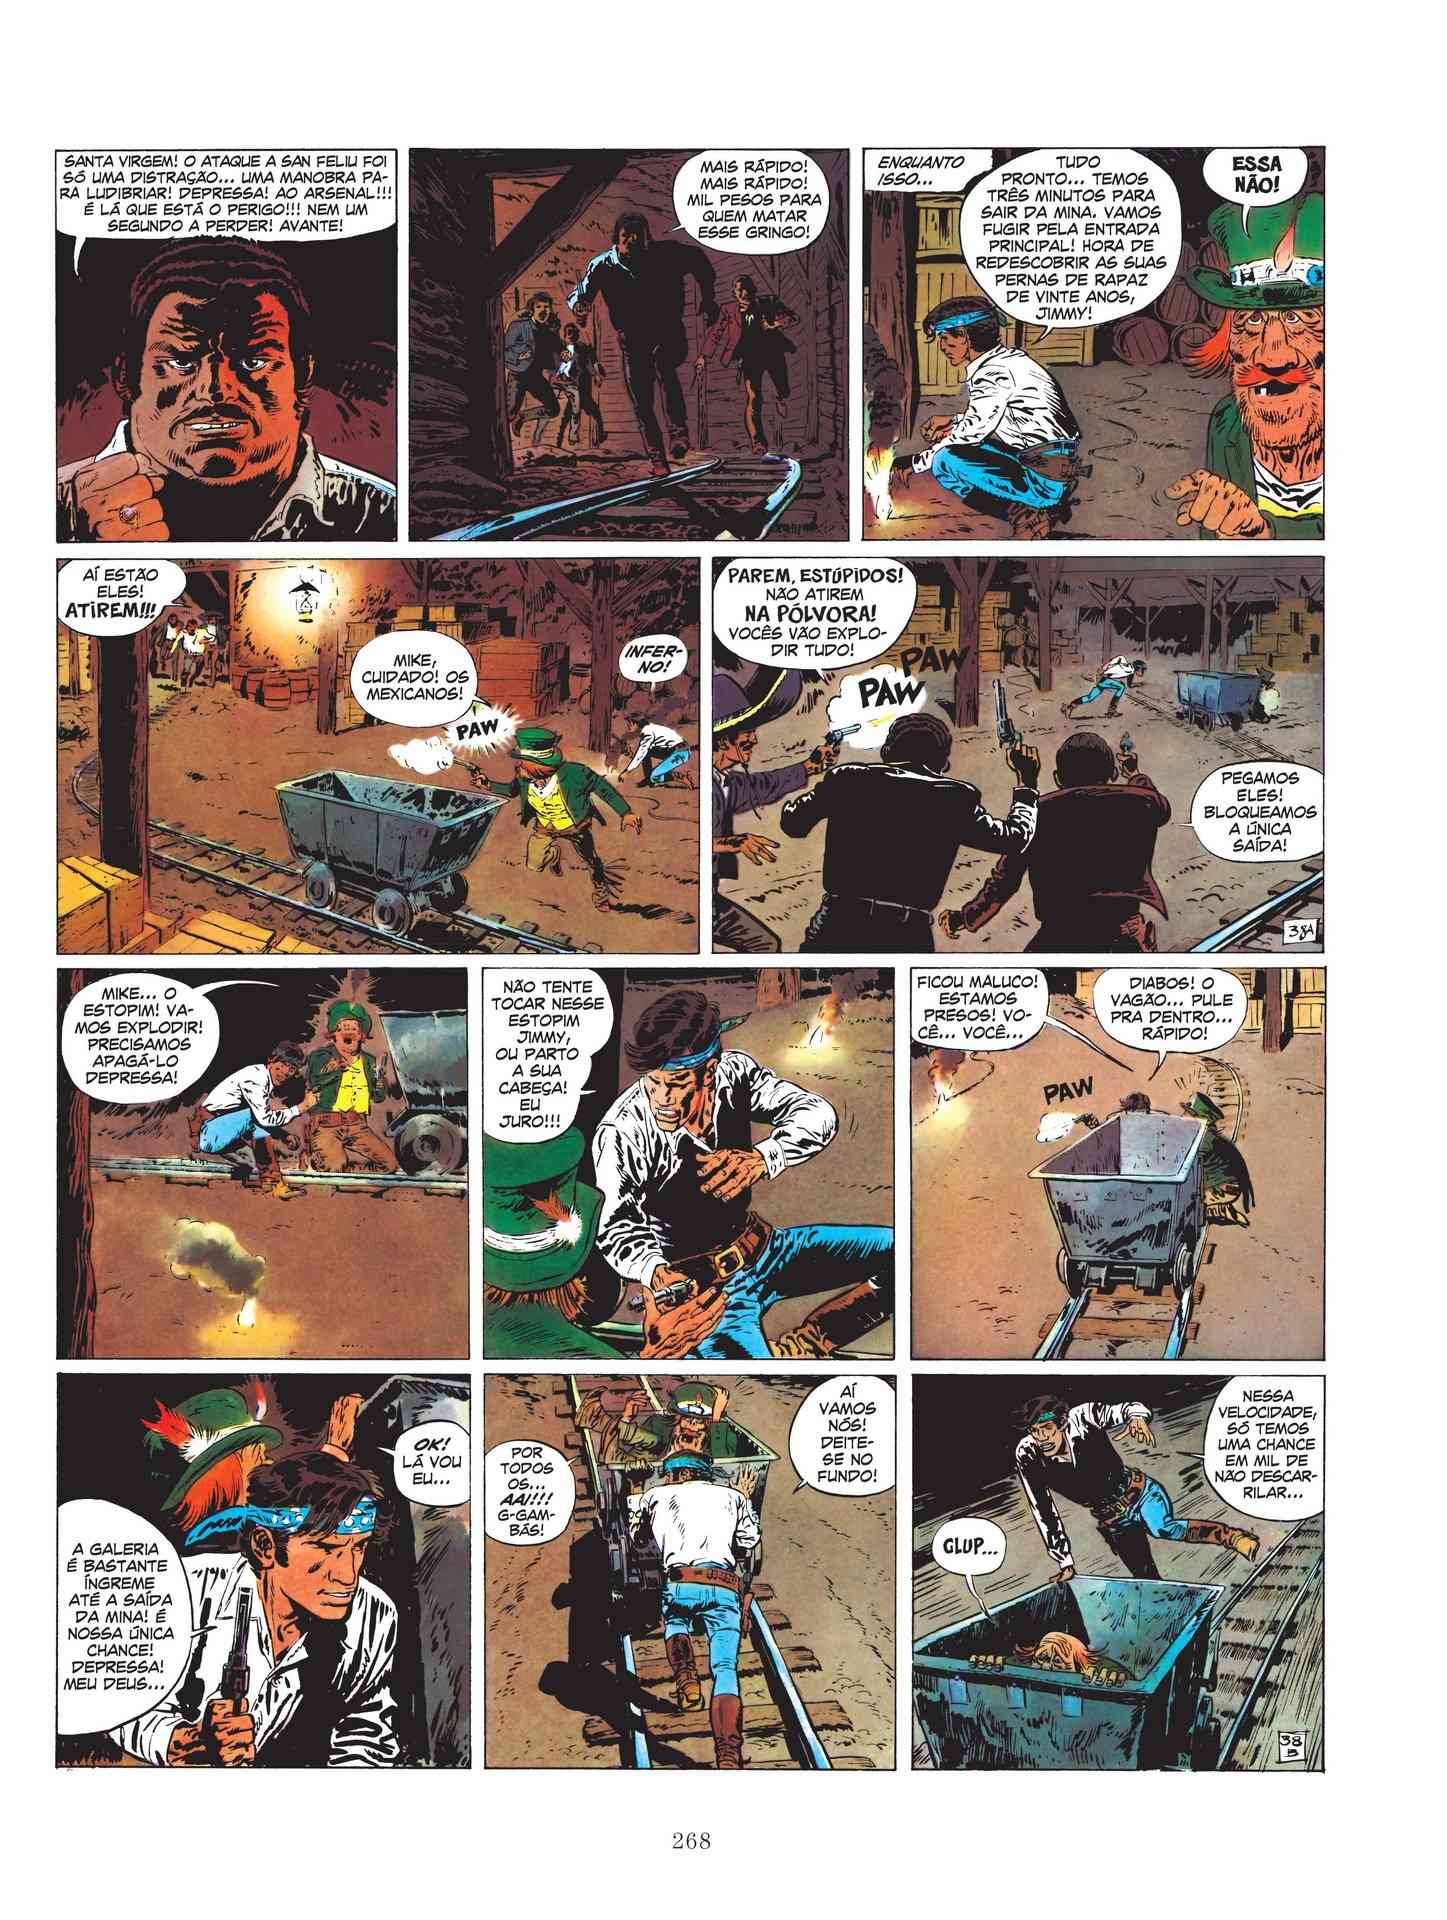 SANTA VIRGEM! O ATAQUE A SAN FELIU FOI
SÓ UMA DISTRAÇÃO... UMA MANOBRA PA-
RA LUDIBRIAR! DEPRESSA! AO ARSENAL!!!
É LÁ QUE ESTÁ O PERIGO!!! NEM UM
SEGUNDO A PERDER! AVANTE!
MAIS RÁPIDO!
MAIS RÁPIDO!
MIL PESOS PARA
QUEM MATAR
ESSE GRINGO!
ENQUANTO
ISSO...
TUDO
PRONTO... TEMOS
TRÊS MINUTOS PARA
SAIR DA MINA. VAMOS
FUGIR PELA ENTRADA
PRINCIPAL! HORA DE
REDESCOBRIR AS SUAS
PERNAS DE RAPAZ
DE VINTE ANOS,
JIMMY!
ESSA
NÃO!
AÍ ESTÃO
ELES!
ATIREM!!!
MIKE,
CUIDADO! OS
MEXICANOS!
PAW
INFER-
NO!
PAREM, ESTÚPIDOS!
NÃO ATIREM
NA PÓLVORA!
VOCÊS VÃO EXPLO-
DIR TUDO!
PAW
PAW
PEGAMOS
ELES!
BLOQUEAMOS
A ÚNICA
SAÍDA!
38A
MIKE... O
ESTOPIM! VA-
MOS EXPLODIR!
PRECISAMOS
APAGÁ-LO
DEPRESSA!
NÃO TENTE
TOCAR NESSE
ESTOPIM
JIMMY,
OU PARTO
A SUA
CABEÇA!
EU
JURO!!!
FICOU MALUCO!
ESTAMOS
PRESOS! VO-
CÊ... VOCÊ...
DIABOS! O
VAGÃO... PULE
PRA DENTRO...
RÁPIDO!
PAW
OK!
LÁ VOU
EU...
A GALERIA
É BASTANTE
ÍNGREME
ATÉ A SAÍDA
DA MINA! É
NOSSA ÚNICA
CHANCE!
DEPRESSA!
MEU DEUS...
POR
TODOS
OS...
AAI!!!
G-GAM-
BÁS!
AÍ
VAMOS
NÓS!
DEITE-
SE NO
FUNDO!
NESSA
VELOCIDADE,
SÓ TEMOS
UMA CHANCE
EM MIL DE
NÃO DESCAR-
RILAR...
GLUP...
38
B
268